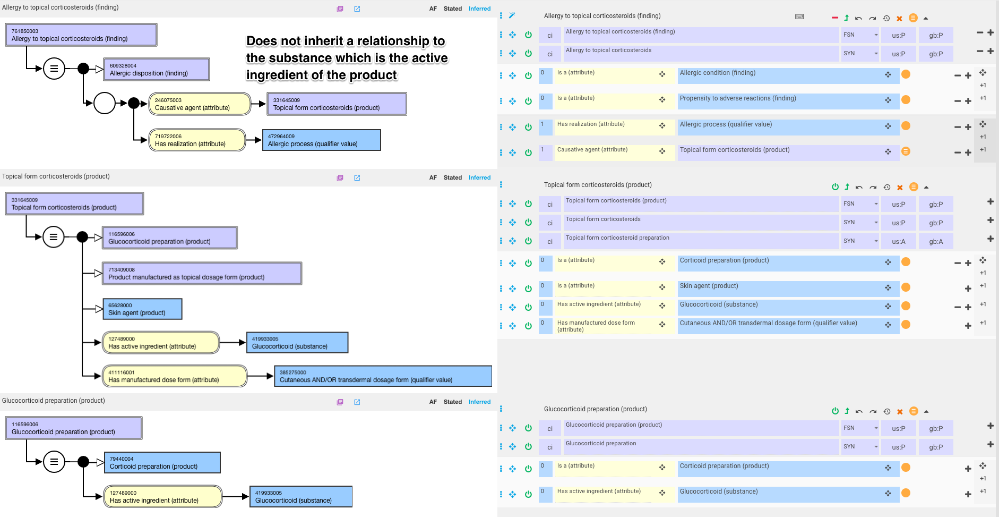 Allergy to topical corticosteroids (finding)
AF Stated Inferred
761850003
Allergy to topical corticosteroids (finding)
609328004
Allergic disposition (finding)
246075003
Causative agent (attribute)
331645009
Topical form corticosteroids (product)
719722006
Has realization (attribute)
472964009
Allergic process (qualifier value)
Does not inherit a relationship to
the substance which is the active
ingredient of the product
Topical form corticosteroids (product)
AF Stated Inferred
331645009
Topical form corticosteroids (product)
116596006
Glucocorticoid preparation (product)
713409008
Product manufactured as topical dosage form (product)
65628000
Skin agent (product)
127489000
Has active ingredient (attribute)
419933005
Glucocorticoid (substance)
411116001
Has manufactured dose form (attribute)
385275000
Cutaneous AND/OR transdermal dosage form (qualifier value)
Glucocorticoid preparation (product)
AF Stated Inferred
116596006
Glucocorticoid preparation (product)
79440004
Corticoid preparation (product)
127489000
Has active ingredient (attribute)
419933005
Glucocorticoid (substance)
Allergy to topical corticosteroids (finding)
ci Allergy to topical corticosteroids (finding) FSN us:P gb:P
ci Allergy to topical corticosteroids SYN us:P gb:P
0 Is a (attribute) Allergic condition (finding)
+1
0 Is a (attribute) Propensity to adverse reactions (finding) +1
1 Has realization (attribute) Allergic process (qualifier value)
+1
1 Causative agent (attribute) Topical form corticosteroids (product) +1
Topical form corticosteroids (product)
ci Topical form corticosteroids (product) FSN us:P gb:P
ci Topical form corticosteroids SYN us:P gb:P
ci Topical form corticosteroid preparation SYN us:A gb:A
0 Is a (attribute) Corticoid preparation (product)
+1
0 Is a (attribute) Skin agent (product) +1
0 Has active ingredient (attribute) Glucocorticoid (substance) +1
0 Has manufactured dose form Cutaneous AND/OR transdermal dosage form (qualifier value) +1
(attribute)
Glucocorticoid preparation (product)
ci Glucocorticoid preparation (product) FSN us:P gb:P
ci Glucocorticoid preparation SYN us:P gb:P
0 Is a (attribute) Corticoid preparation (product)
+1
0 Has active ingredient (attribute) Glucocorticoid (substance) +1